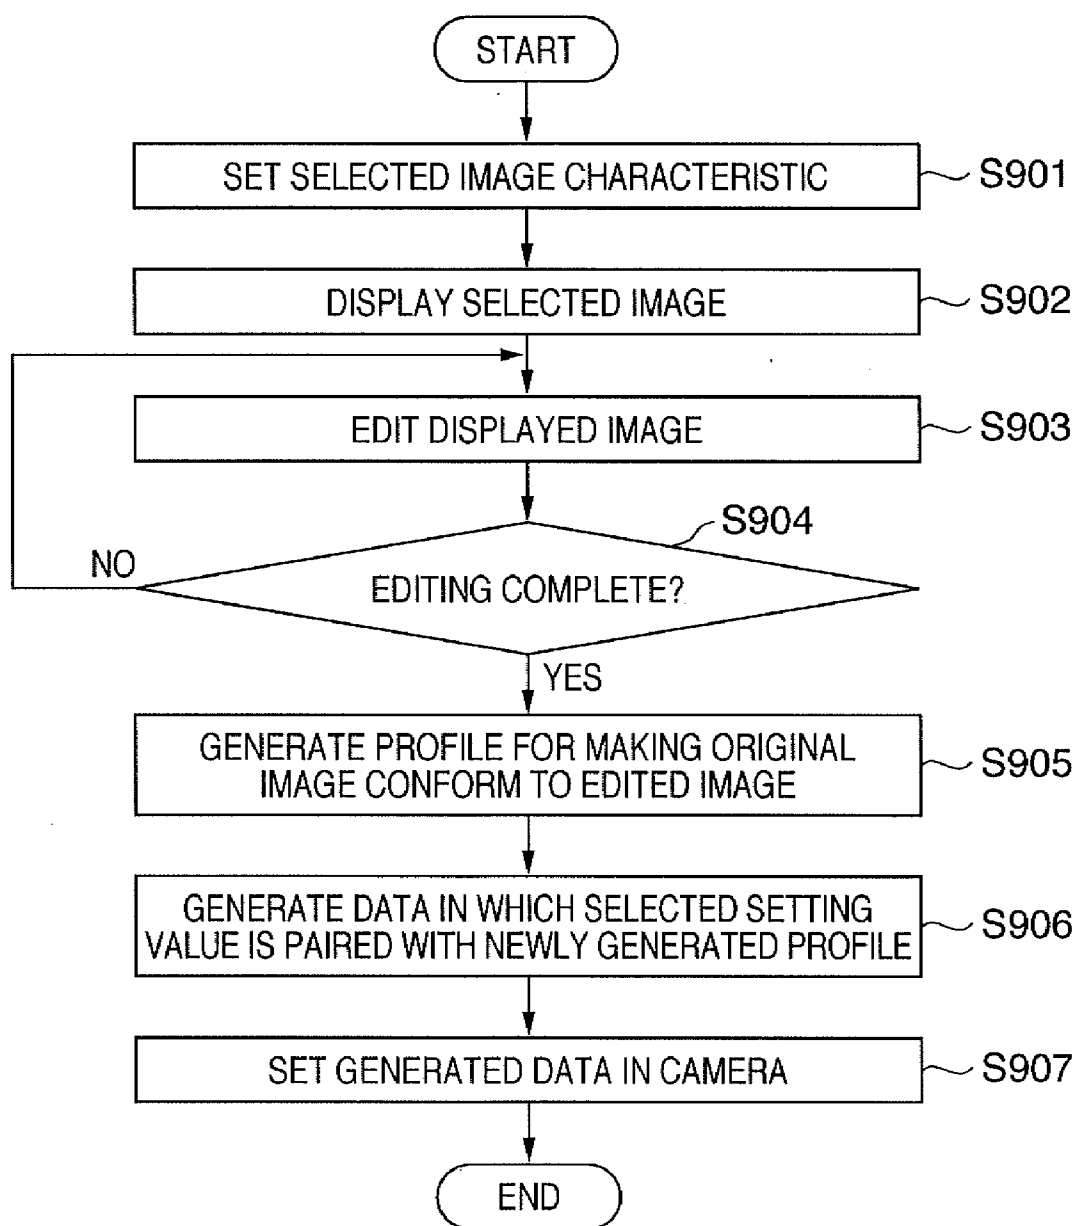 START
SET SELECTED IMAGE CHARACTERISTIC
S901
DISPLAY SELECTED IMAGE
S902
EDIT DISPLAYED IMAGE
S903
S904
NO
EDITING COMPLETE?
YES
GENERATE PROFILE FOR MAKING ORIGINAL
IMAGE CONFORM TO EDITED IMAGE
S905
GENERATE DATA IN WHICH SELECTED SETTING
VALUE IS PAIRED WITH NEWLY GENERATED PROFILE
S906
SET GENERATED DATA IN CAMERA
S907
END